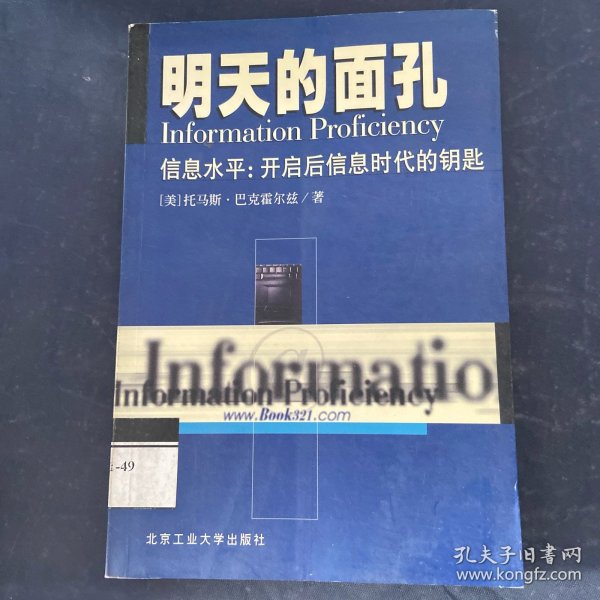 明天的面孔
Information Proficiency
信息水平：开启后信息时代的钥匙
[美]托马斯·巴克霍尔兹／著
Informatio
Information Proficiency
www.Book321.com
-49
北京工业大学出版社
孔夫子旧书网
www.kongfz.com